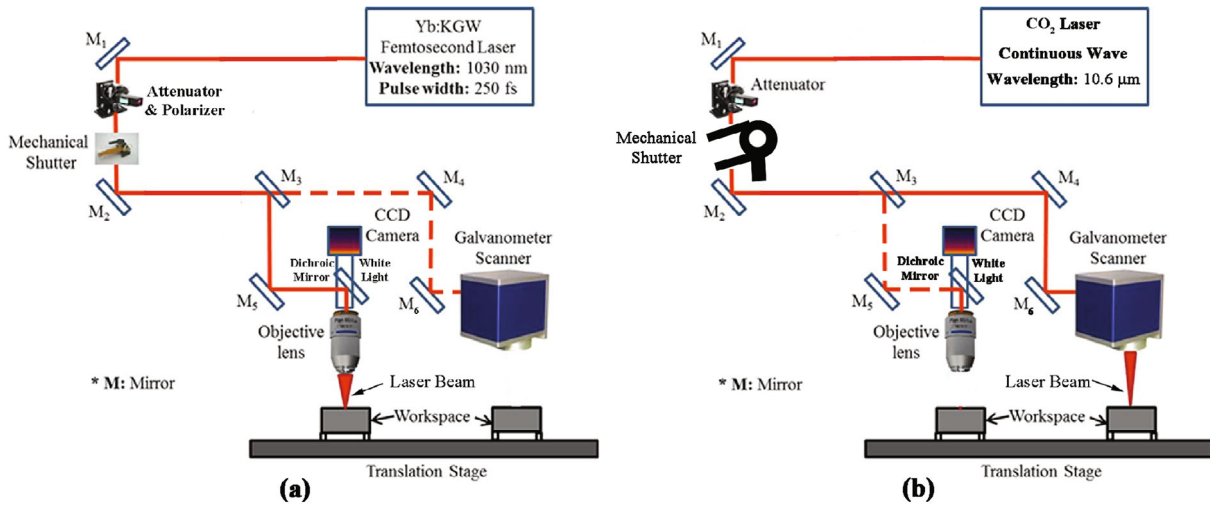 M1
Yb:KGW
Femtosecond Laser
Wavelength: 1030 nm
Pulse width: 250 fs
Attenuator
& Polarizer
Mechanical
Shutter
M2
M3
M4
CCD
Camera
Galvanometer
Scanner
Dichroic
Mirror
White
Light
M5
M6
Objective
lens
* M: Mirror
Laser Beam
Workspace
Translation Stage
(a)
M1
CO2 Laser
Continuous Wave
Wavelength: 10.6 μm
Attenuator
Mechanical
Shutter
M2
M3
M4
CCD
Camera
Galvanometer
Scanner
Dichroic
Mirror
White
Light
M5
M6
Objective
lens
* M: Mirror
Laser Beam
Workspace
Translation Stage
(b)